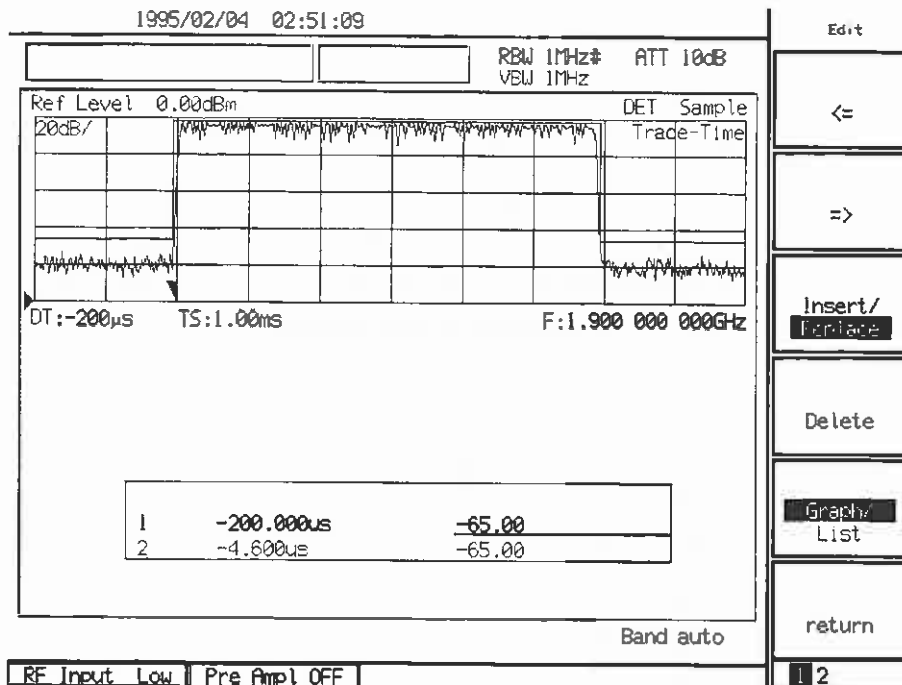 1995/02/04 02:51:09
Edit
RBW 1MHz# ATT 10dB
VBW 1MHz
Ref Level 0.00dBm DET Sample
20dB/ Trade-Time
<=
=>
DT:-200µs TS:1.00ms F:1.900 000 000GHz
Insert/
Replace
Delete
1 -200.000us -65.00
2 -4.600us -65.00
Graph/
List
Band auto
return
RF Input Low Pre Ampl OFF
1 2